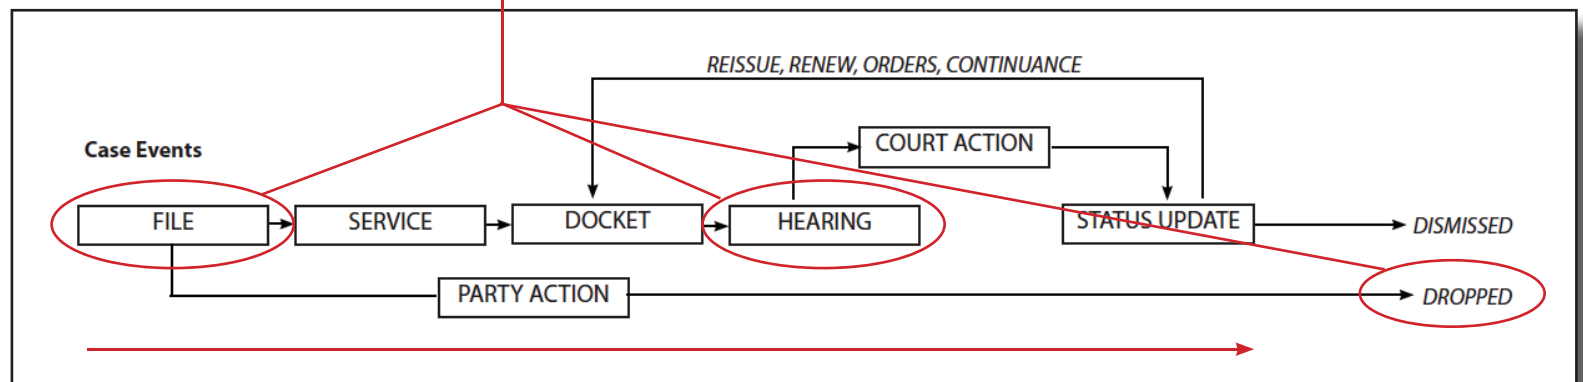 REISSUE, RENEW, ORDERS, CONTINUANCE
Case Events
COURT ACTION
FILE
SERVICE
DOCKET
HEARING
STATUS UPDATE
DISMISSED
PARTY ACTION
DROPPED